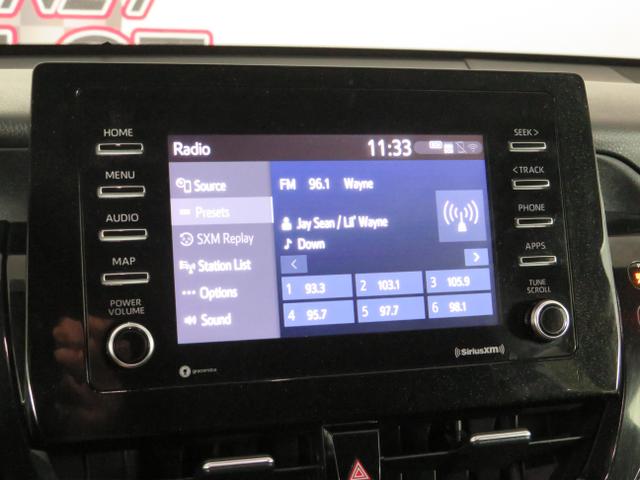 HOME
MENU
AUDIO
MAP
POWER
VOLUME
Radio 11:33
Source
Presets
SXM Replay
Station List
Options
Sound
FM 96.1 Wayne
Jay Sean / Lil' Wayne
Down
< >
1 93.3 2 103.1 3 105.9
4 95.7 5 97.7 6 98.1
SEEK >
< TRACK
PHONE
APPS
TUNE
SCROLL
gracenote
((SiriusXM))